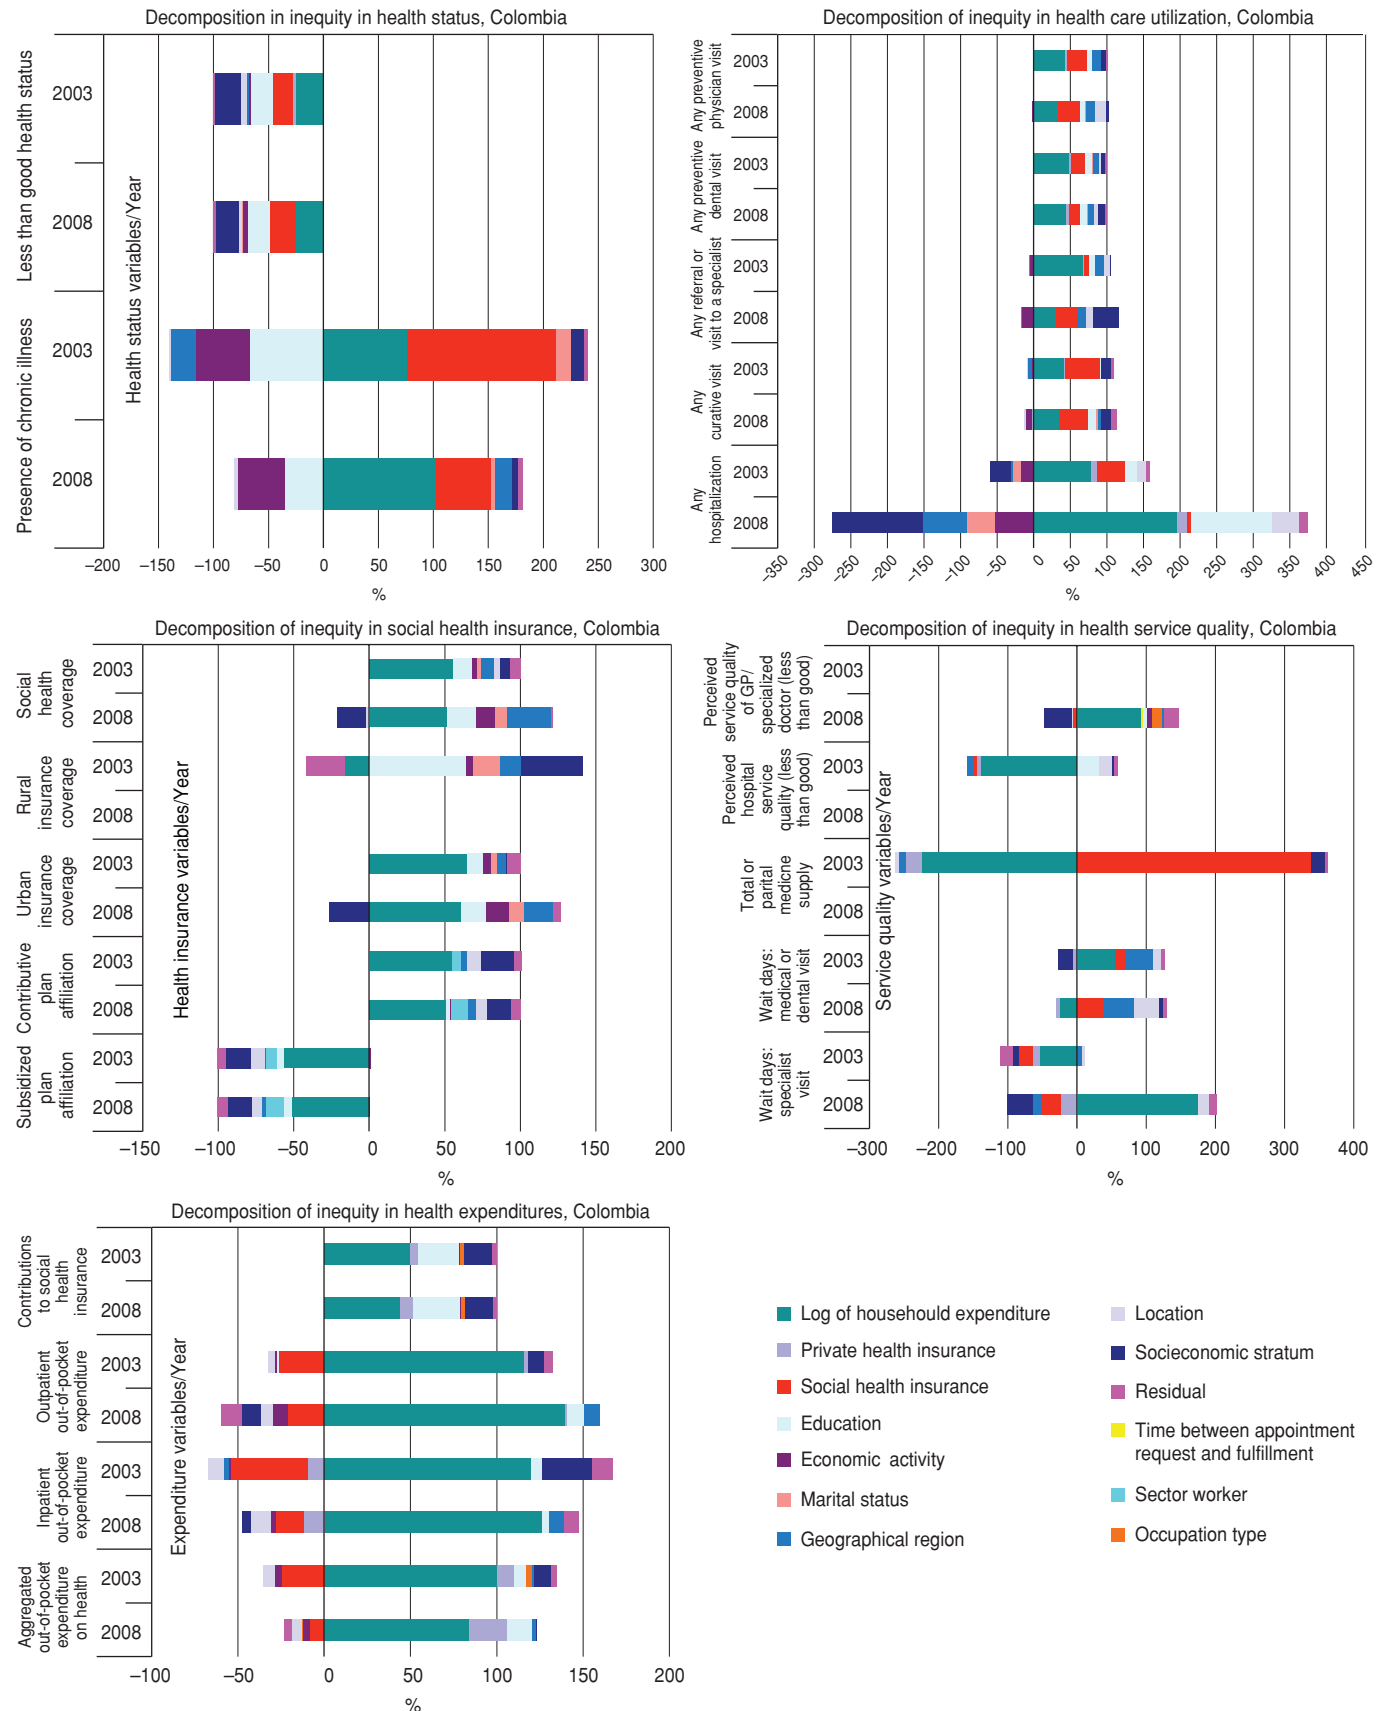 Decomposition in inequity in health status, Colombia
Less than good health status
Presence of chronic illness
2003
2008
2003
2008
Health status variables/Year
–200 –150 –100 –50 0 50 100 150 200 250 300
%
Decomposition of inequity in health care utilization, Colombia
Any preventive
physician visit
Any preventive
dental visit
Any referral or
visit to a specialist
Any
curative visit
Any
hospitalization
2003
2008
2003
2008
2003
2008
2003
2008
2003
2008
–350 –300 –250 –200 –150 –100 –50 0 50 100 150 200 250 300 350 400 450
%
Decomposition of inequity in social health insurance, Colombia
Social
health
coverage
Rural
insurance
coverage
Urban
insurance
coverage
Contributive
plan
affiliation
Subsidized
plan
affiliation
2003
2008
2003
2008
2003
2008
2003
2008
2003
2008
Health insurance variables/Year
–150 –100 –50 0 50 100 150 200
%
Decomposition of inequity in health service quality, Colombia
Perceived
service quality
of GP/
specialized
doctor (less
than good)
Perceived
hospital
service
quality (less
than good)
Total or
parital
medicne
supply
Wait days:
medical or
dental visit
Wait days:
specialist
visit
2003
2008
2003
2008
2003
2008
2003
2008
2003
2008
Service quality variables/Year
–300 –200 –100 0 100 200 300 400
%
Decomposition of inequity in health expenditures, Colombia
Contributions
to social
health
insurance
Outpatient
out-of-pocket
expenditure
Inpatient
out-of-pocket
expenditure
Aggregated
out-of-pocket
expenditure
on health
2003
2008
2003
2008
2003
2008
2003
2008
Expenditure variables/Year
–100 –50 0 50 100 150 200
%
Log of househould expenditure
Private health insurance
Social health insurance
Education
Economic activity
Marital status
Geographical region
Location
Socieconomic stratum
Residual
Time between appointment
request and fulfillment
Sector worker
Occupation type